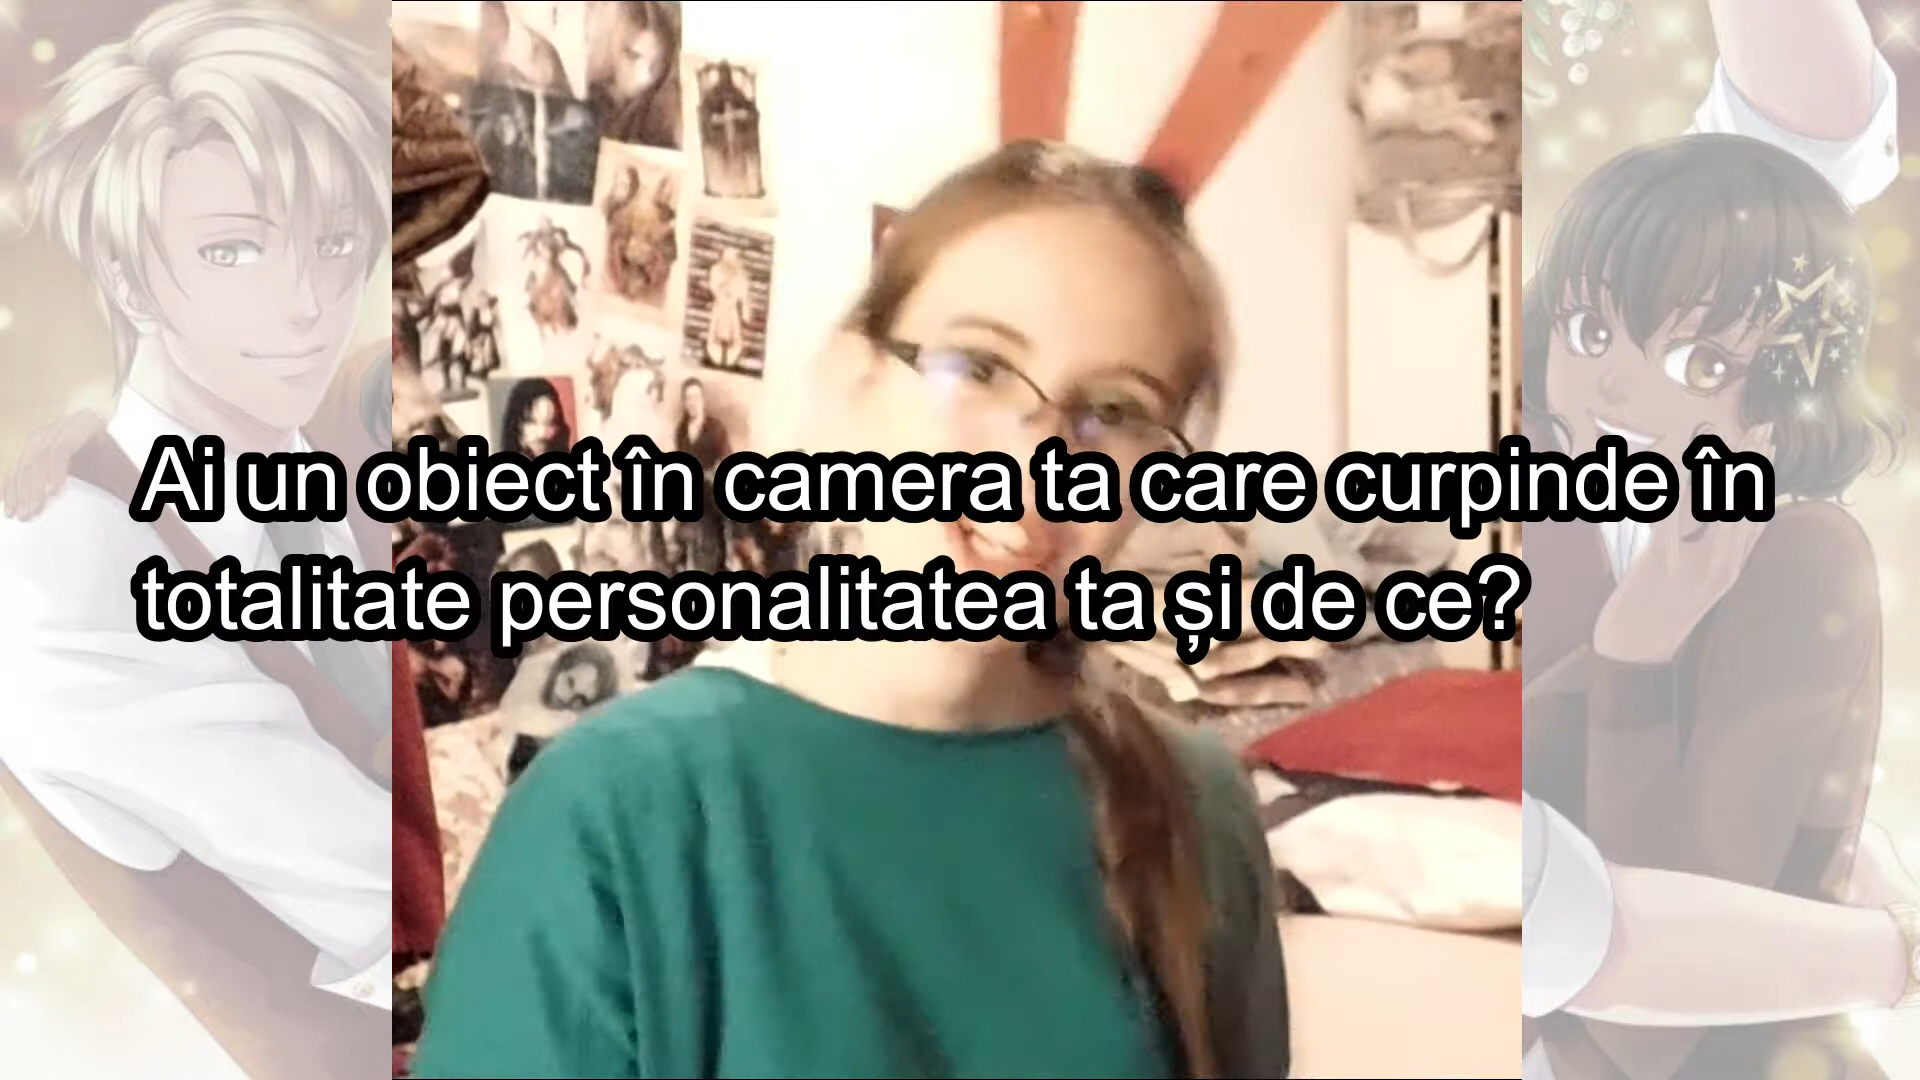 Ai un obiect în camera ta care curpinde în
totalitate personalitatea ta și de ce?